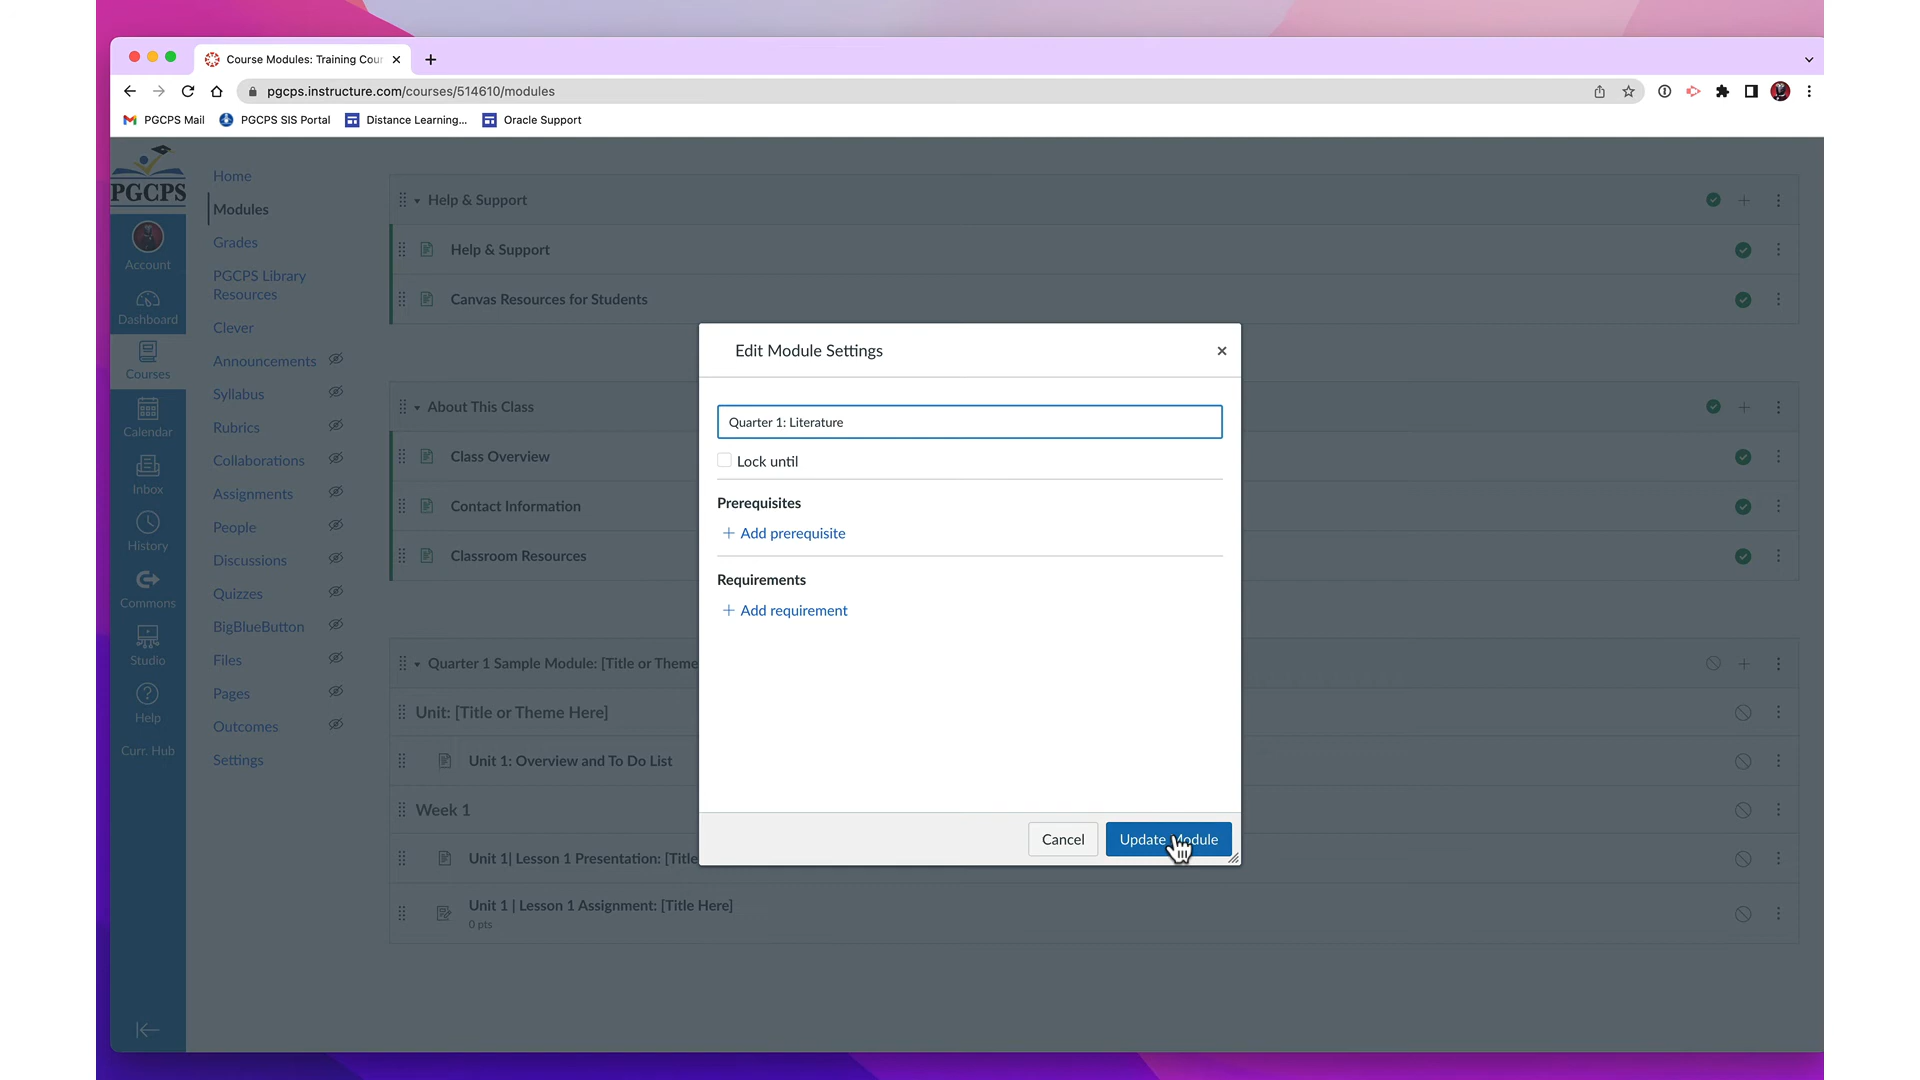 Course Modules: Training Cour
pgcps.instructure.com/courses/514610/modules
PGCPS Mail
PGCPS SIS Portal
Distance Learning...
Oracle Support
PGCPS
Account
Dashboard
Courses
Calendar
Inbox
History
Commons
Studio
Help
Curr. Hub
Home
Modules
Grades
PGCPS Library
Resources
Clever
Announcements
Syllabus
Rubrics
Collaborations
Assignments
People
Discussions
Quizzes
BigBlueButton
Files
Pages
Outcomes
Settings
Help & Support
Help & Support
Canvas Resources for Students
About This Class
Class Overview
Contact Information
Classroom Resources
Quarter 1 Sample Module: [Title or Theme
Unit: [Title or Theme Here]
Unit 1: Overview and To Do List
Week 1
Unit 1| Lesson 1 Presentation: [Title
Unit 1 | Lesson 1 Assignment: [Title Here]
0 pts
Edit Module Settings
Quarter 1: Literature
Lock until
Prerequisites
Add prerequisite
Requirements
Add requirement
Cancel
Update Module